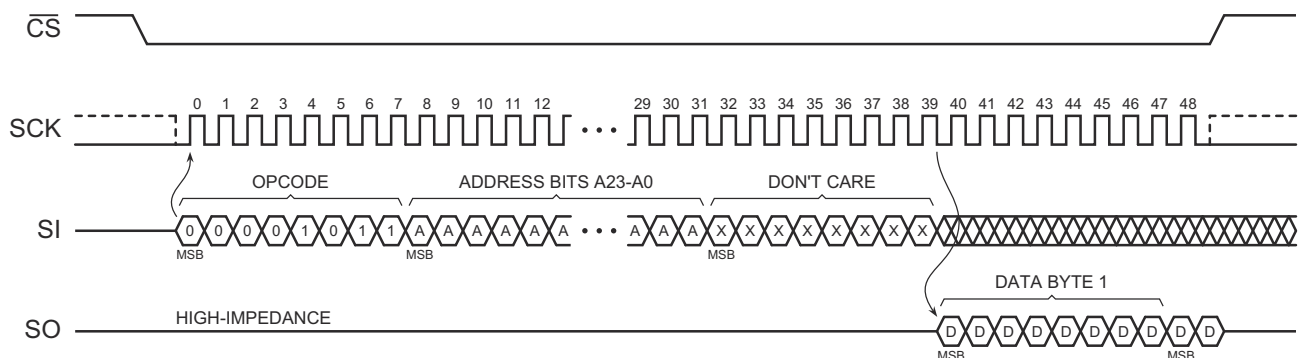 CS
SCK
0 1 2 3 4 5 6 7 8 9 10 11 12 29 30 31 32 33 34 35 36 37 38 39 40 41 42 43 44 45 46 47 48
OPCODE ADDRESS BITS A23-A0 DON'T CARE
SI
0 0 0 0 1 0 1 1 A A A A A A A A A X X X X X X X X
MSB MSB MSB
DATA BYTE 1
HIGH-IMPEDANCE
SO
D D D D D D D D D D
MSB MSB